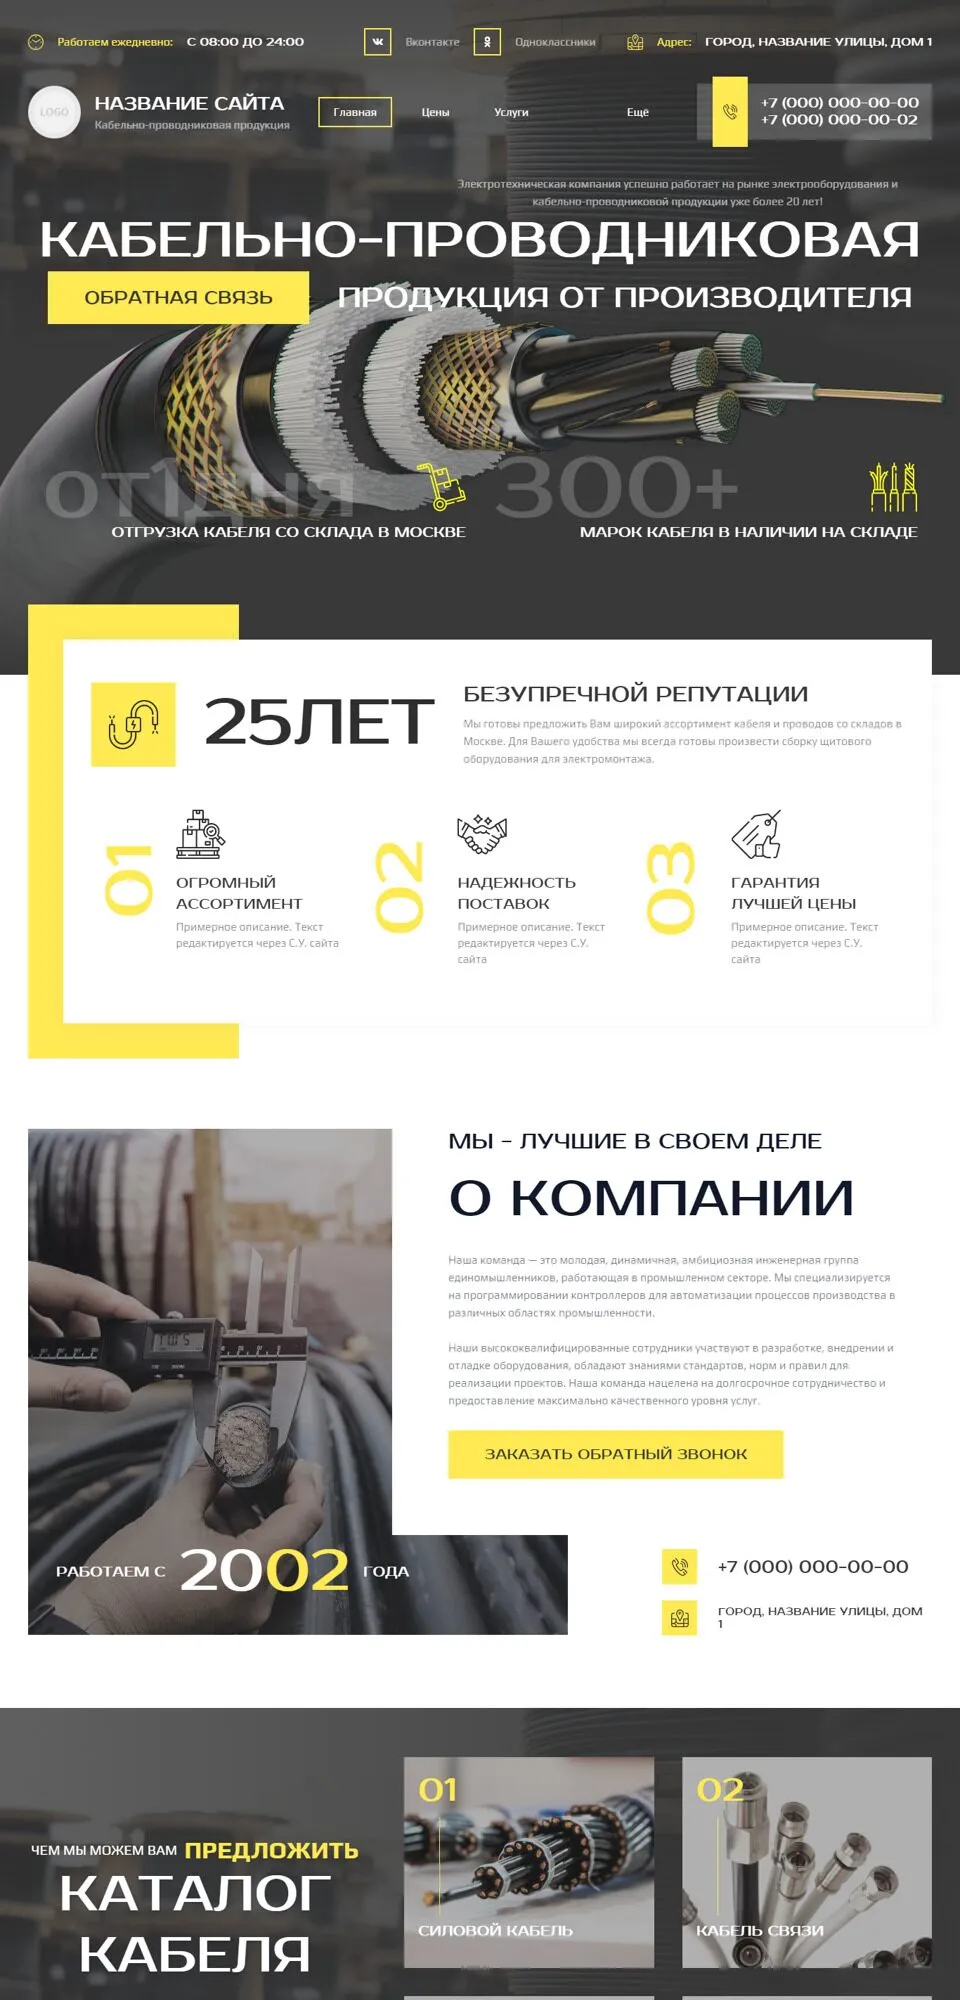 Работаем ежедневно: С 08:00 ДО 24:00
Вконтакте
Одноклассники
Адрес: ГОРОД, НАЗВАНИЕ УЛИЦЫ, ДОМ 1
LOGO
НАЗВАНИЕ САЙТА
Кабельно-проводниковая продукция
Главная
Цены
Услуги
Ещё
+7 (000) 000-00-00
+7 (000) 000-00-02
Электротехническая компания успешно работает на рынке электрооборудования и
кабельно-проводниковой продукции уже более 20 лет!
КАБЕЛЬНО-ПРОВОДНИКОВАЯ
ОБРАТНАЯ СВЯЗЬ
ПРОДУКЦИЯ ОТ ПРОИЗВОДИТЕЛЯ
от1дня
ОТГРУЗКА КАБЕЛЯ СО СКЛАДА В МОСКВЕ
300+
МАРОК КАБЕЛЯ В НАЛИЧИИ НА СКЛАДЕ
25ЛЕТ
БЕЗУПРЕЧНОЙ РЕПУТАЦИИ
Мы готовы предложить Вам широкий ассортимент кабеля и проводов со складов в
Москве. Для Вашего удобства мы всегда готовы произвести сборку щитового
оборудования для электромонтажа.
01
ОГРОМНЫЙ
АССОРТИМЕНТ
Примерное описание. Текст
редактируется через С.У. сайта
02
НАДЕЖНОСТЬ
ПОСТАВОК
Примерное описание. Текст
редактируется через С.У.
сайта
03
ГАРАНТИЯ
ЛУЧШЕЙ ЦЕНЫ
Примерное описание. Текст
редактируется через С.У.
сайта
МЫ - ЛУЧШИЕ В СВОЕМ ДЕЛЕ
О КОМПАНИИ
Наша команда — это молодая, динамичная, амбициозная инженерная группа
единомышленников, работающая в промышленном секторе. Мы специализируется
на программировании контроллеров для автоматизации процессов производства в
различных областях промышленности.
Наши высококвалифицированные сотрудники участвуют в разработке, внедрении и
отладке оборудования, обладают знаниями стандартов, норм и правил для
реализации проектов. Наша команда нацелена на долгосрочное сотрудничество и
предоставление максимально качественного уровня услуг.
ЗАКАЗАТЬ ОБРАТНЫЙ ЗВОНОК
РАБОТАЕМ С 2002 ГОДА
+7 (000) 000-00-00
ГОРОД, НАЗВАНИЕ УЛИЦЫ, ДОМ
1
ЧЕМ МЫ МОЖЕМ ВАМ ПРЕДЛОЖИТЬ
КАТАЛОГ
КАБЕЛЯ
01
СИЛОВОЙ КАБЕЛЬ
02
КАБЕЛЬ СВЯЗИ